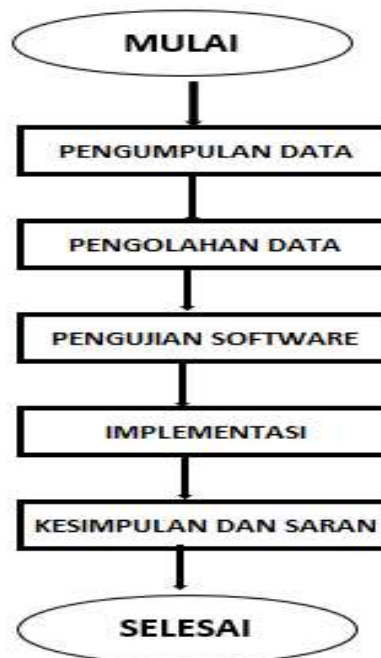 MULAI
PENGUMPULAN DATA
PENGOLAHAN DATA
PENGUJIAN SOFTWARE
IMPLEMENTASI
KESIMPULAN DAN SARAN
SELESAI